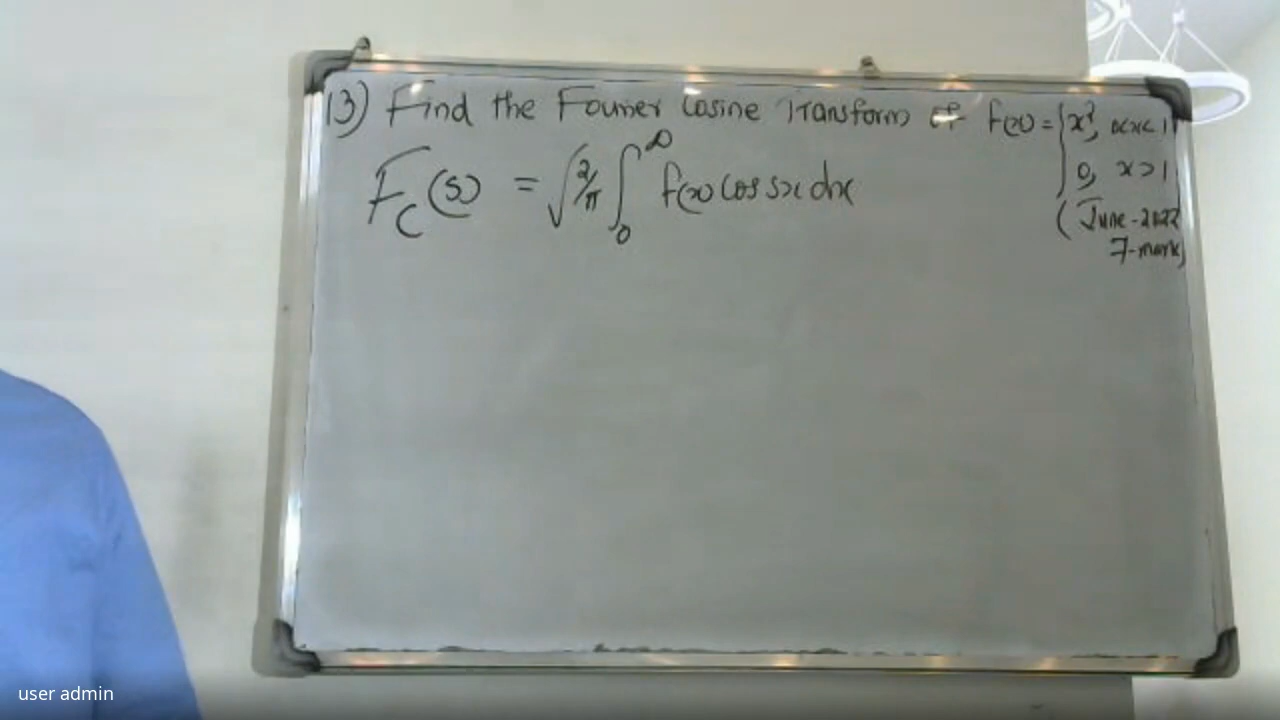 13) Find the Fourier Cosine Transform of f(x) = { x², 0<x<1
0, x>1
(June-2022
7-mark)
F_C(s) = √2/π ∫₀^∞ f(x) cos sx dx
user admin